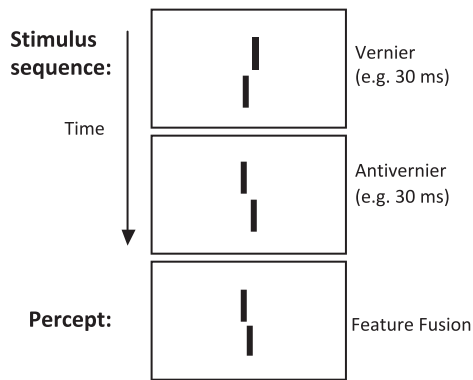 Stimulus
sequence:
Vernier
(e.g. 30 ms)
Time
Antivernier
(e.g. 30 ms)
Percept:
Feature Fusion